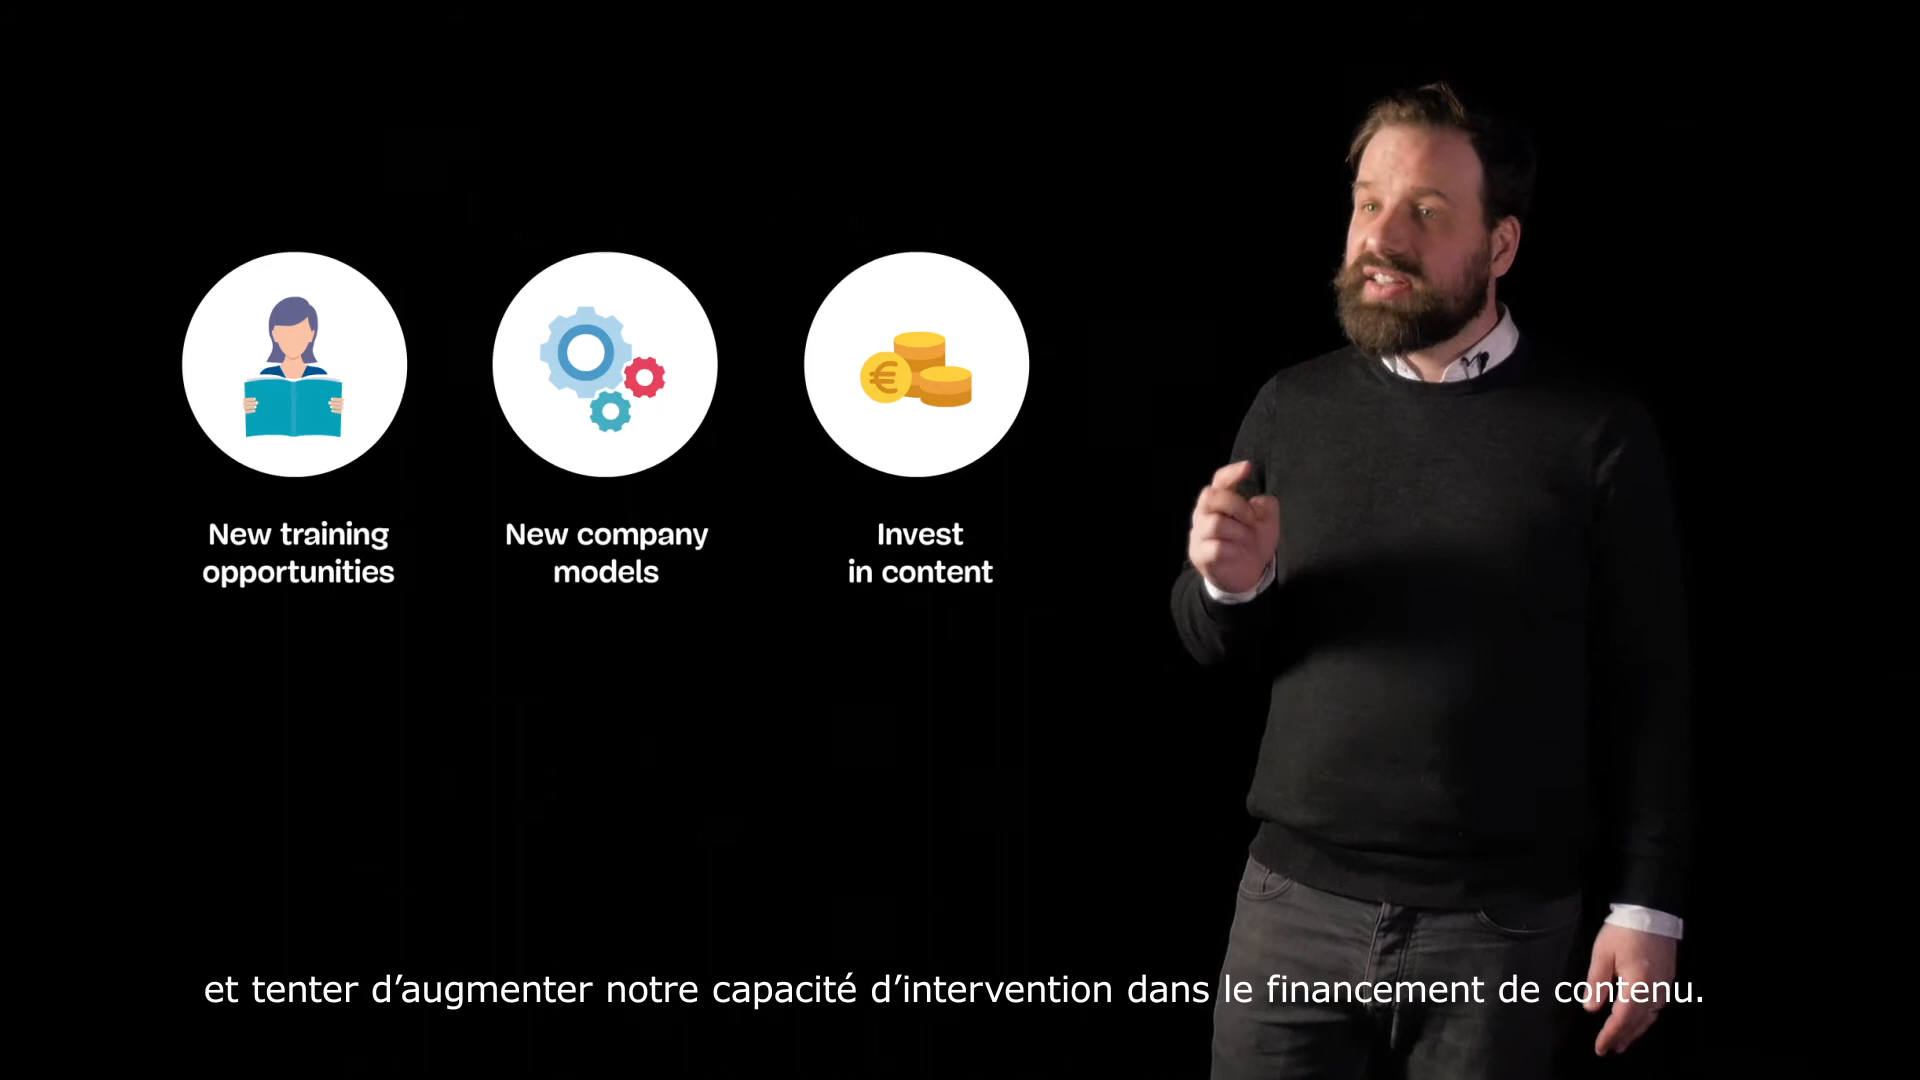 New training
opportunities
New company
models
Invest
in content
et tenter d’augmenter notre capacité d’intervention dans le financement de contenu.